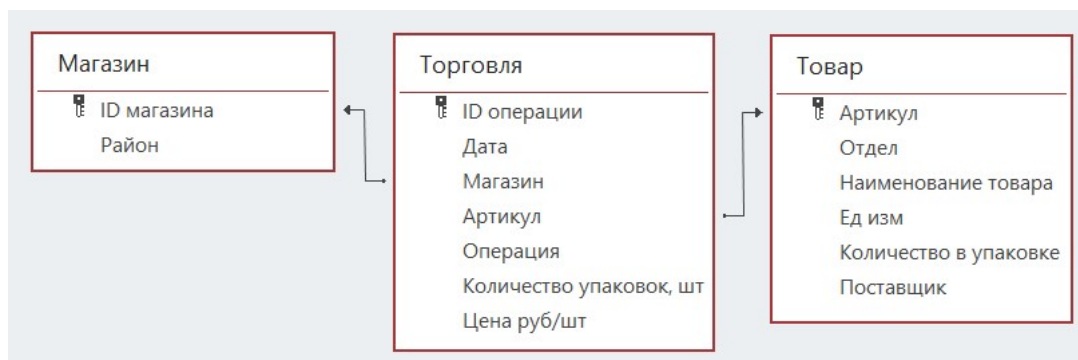 Магазин
ID магазина
Район
Торговля
ID операции
Дата
Магазин
Артикул
Операция
Количество упаковок, шт
Цена руб/шт
Товар
Артикул
Отдел
Наименование товара
Ед изм
Количество в упаковке
Поставщик